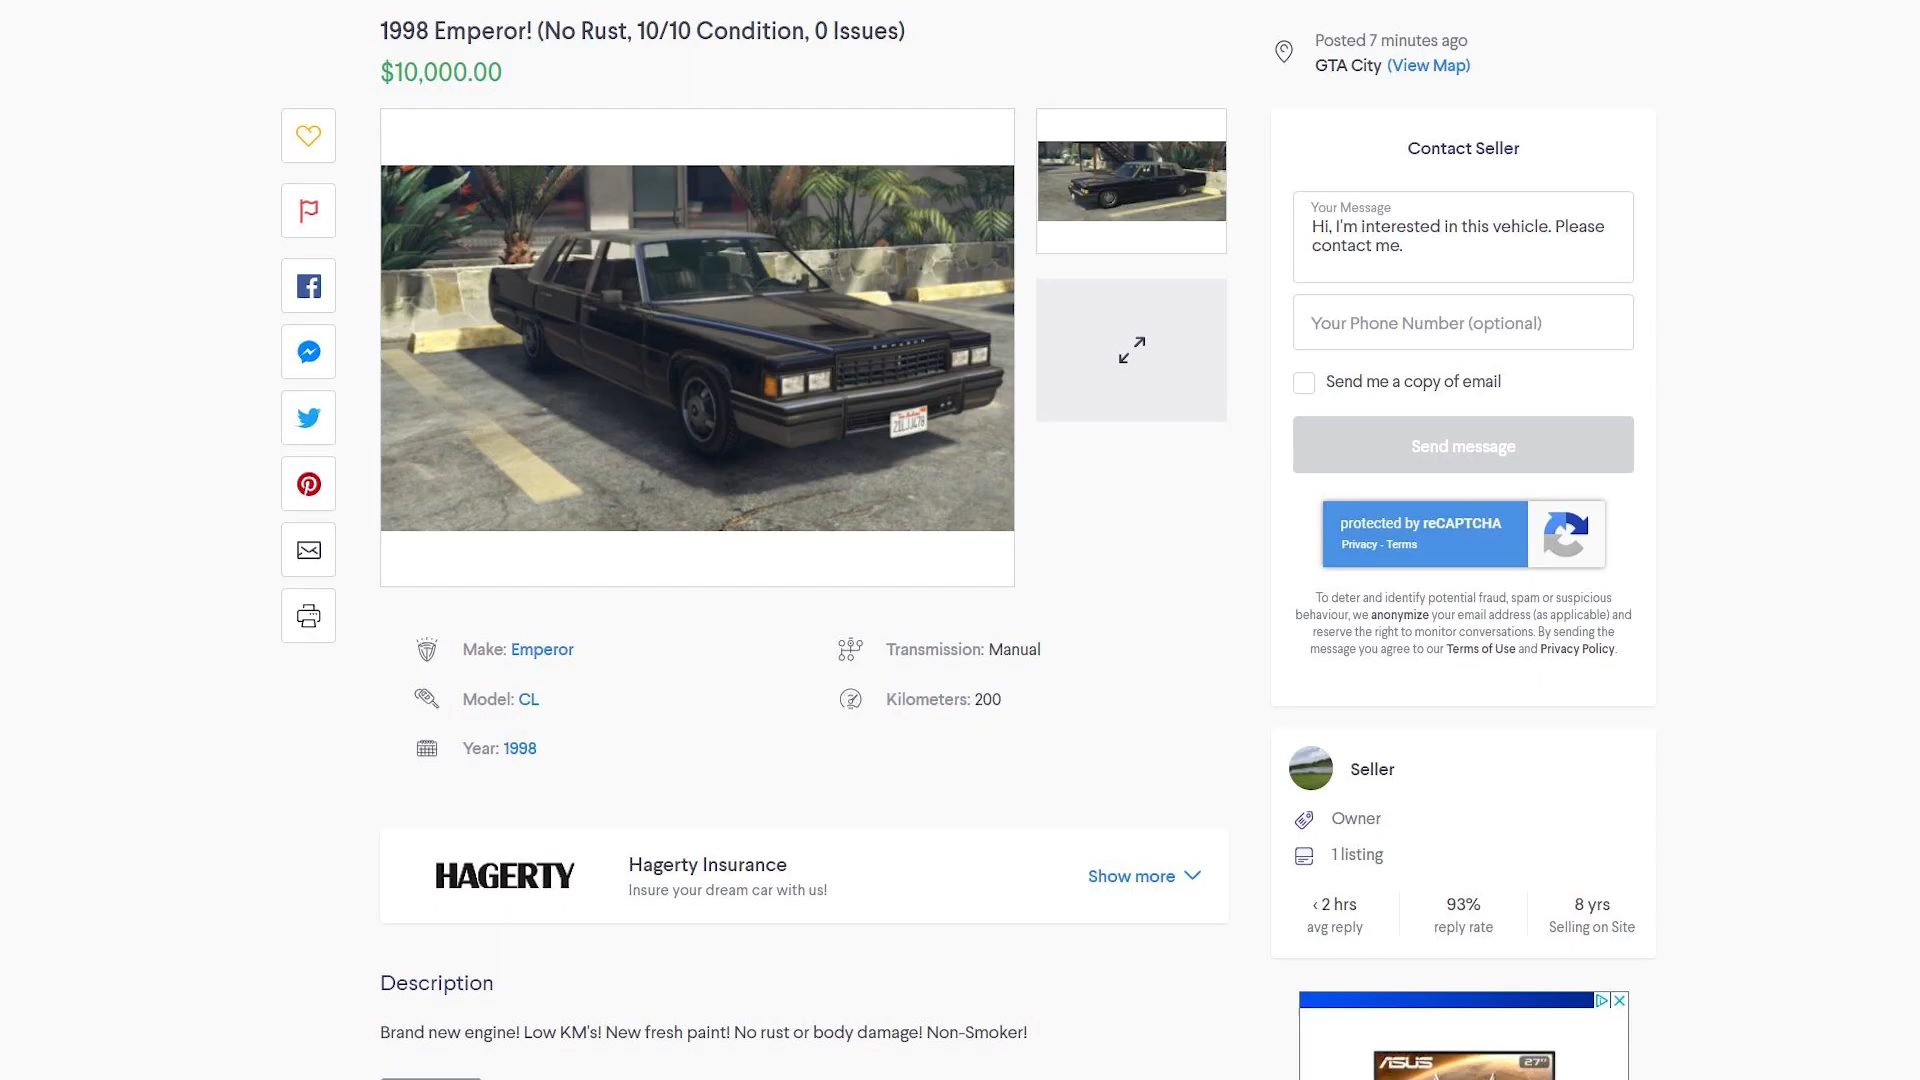 1998 Emperor! (No Rust, 10/10 Condition, 0 Issues)
$10,000.00
Posted 7 minutes ago
GTA City (View Map)
EMPEROR
Contact Seller
Your Message
Hi, I'm interested in this vehicle. Please
contact me.
Your Phone Number (optional)
Send me a copy of email
Send message
protected by reCAPTCHA
Privacy - Terms
To deter and identify potential fraud, spam or suspicious
behaviour, we anonymize your email address (as applicable) and
reserve the right to monitor conversations. By sending the
message you agree to our Terms of Use and Privacy Policy.
Make: Emperor
Transmission: Manual
Model: CL
Kilometers: 200
Year: 1998
Seller
Owner
1 listing
‹ 2 hrs
avg reply
93%
reply rate
8 yrs
Selling on Site
HAGERTY
Hagerty Insurance
Insure your dream car with us!
Show more
Description
Brand new engine! Low KM's! New fresh paint! No rust or body damage! Non-Smoker!
ASUS
27"